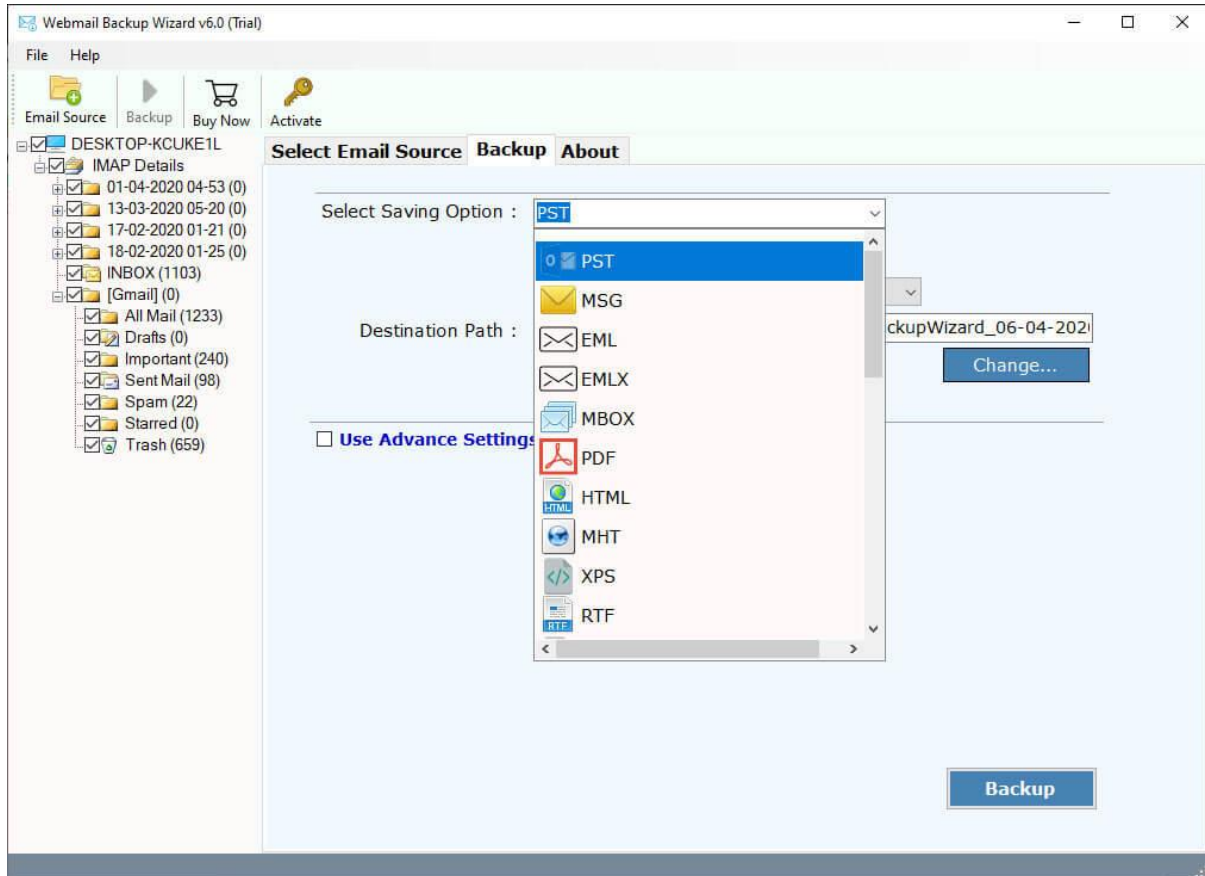 Webmail Backup Wizard v6.0 (Trial)
File Help
Email Source Backup Buy Now Activate
DESKTOP-KCUKE1L
IMAP Details
01-04-2020 04-53 (0)
13-03-2020 05-20 (0)
17-02-2020 01-21 (0)
18-02-2020 01-25 (0)
INBOX (1103)
[Gmail] (0)
All Mail (1233)
Drafts (0)
Important (240)
Sent Mail (98)
Spam (22)
Starred (0)
Trash (659)
Select Email Source Backup About
Select Saving Option : PST
PST
MSG
Destination Path : ckupWizard_06-04-202
EML
Change...
EMLX
MBOX
Use Advance Settings
PDF
HTML
HTML
MHT
XPS
RTF
RTF
Backup